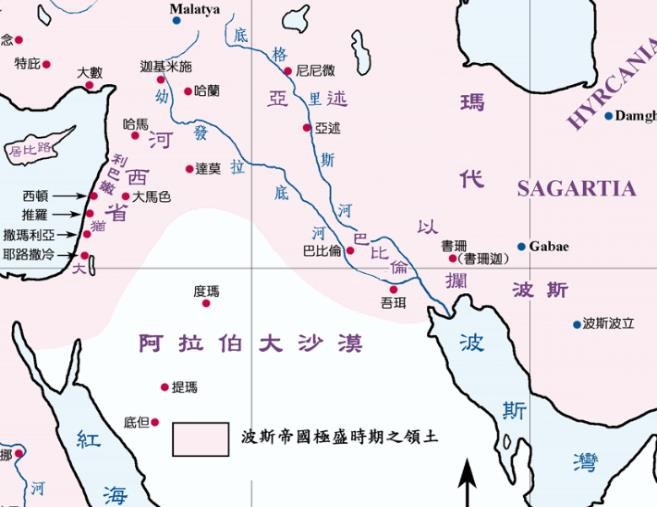 Malatya
底格里斯河
念
特庇
大數
迦基米施
尼尼微
哈蘭
幼發拉底河
亞述
瑪代
HYRCANIA
Damgh
亞述
哈馬
河西省
居比路
利巴嫩
達莫
SAGARTIA
西頓
大馬色
推羅
猶大
撒瑪利亞
耶路撒冷
以攔
巴比倫
巴比倫
書珊
(書珊迦)
Gabae
吾珥
波斯
度瑪
波斯波立
阿拉伯大沙漠
波斯灣
提瑪
底但
波斯帝國極盛時期之領土
紅海
挪
河